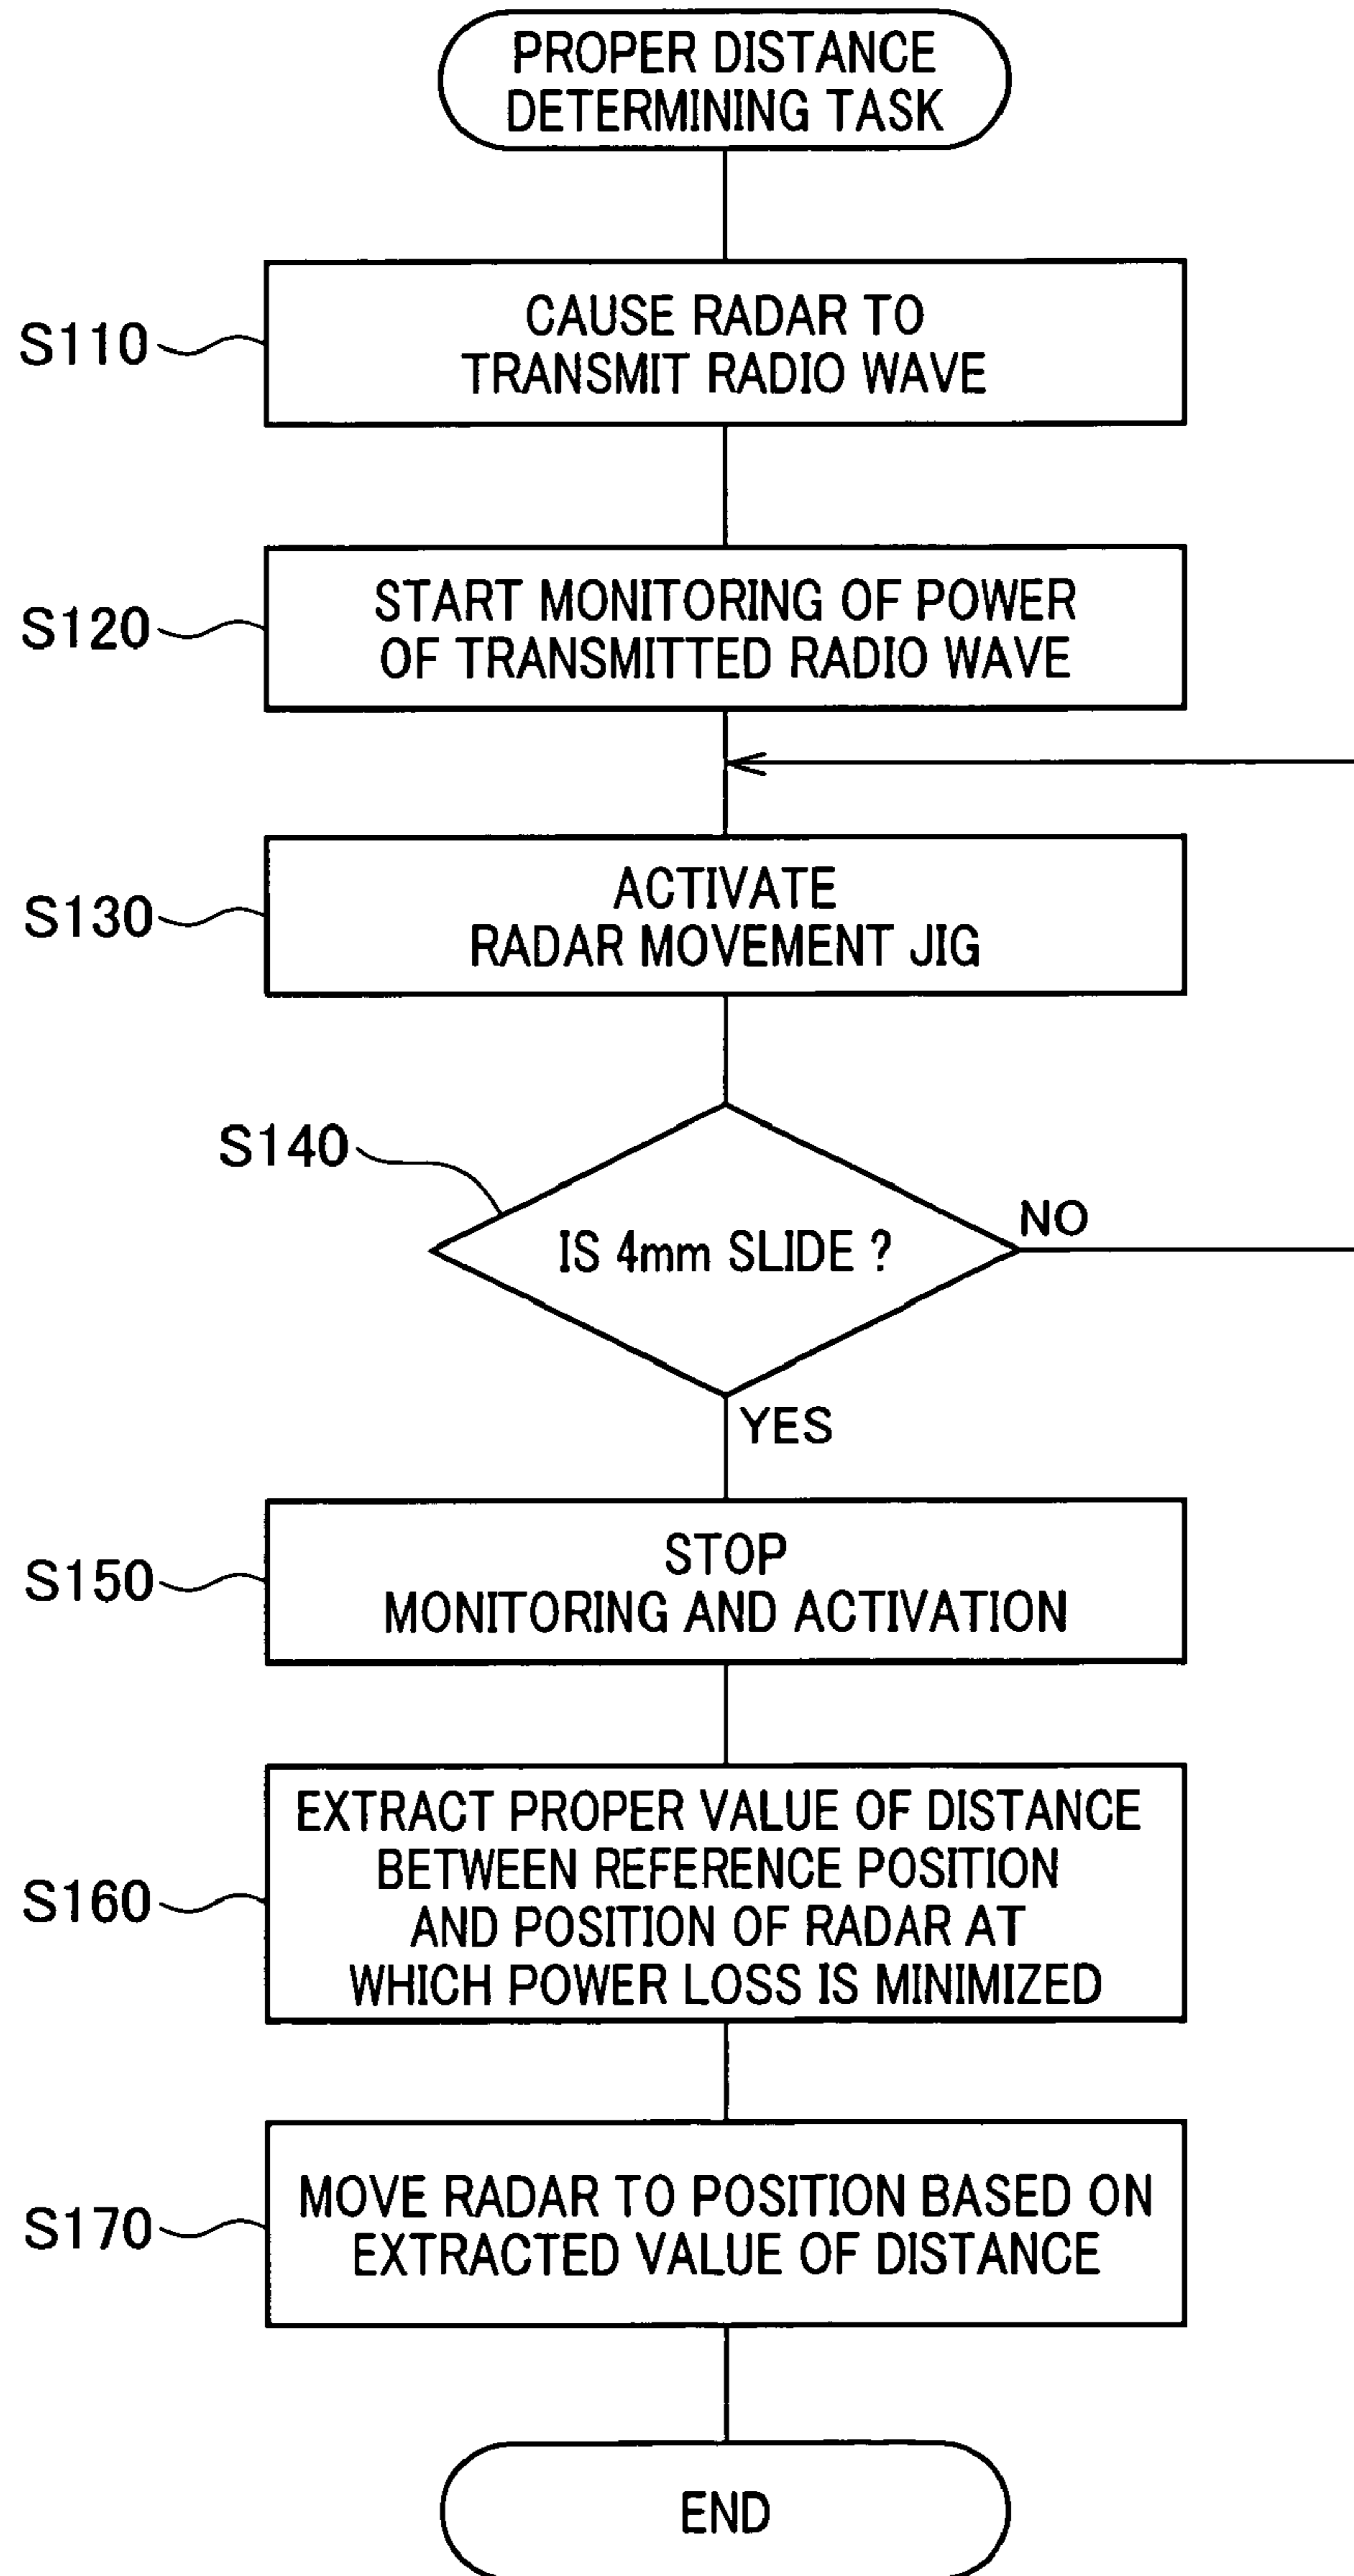 PROPER DISTANCE
DETERMINING TASK
S110
CAUSE RADAR TO
TRANSMIT RADIO WAVE
S120
START MONITORING OF POWER
OF TRANSMITTED RADIO WAVE
S130
ACTIVATE
RADAR MOVEMENT JIG
S140
IS 4mm SLIDE ?
NO
YES
S150
STOP
MONITORING AND ACTIVATION
S160
EXTRACT PROPER VALUE OF DISTANCE
BETWEEN REFERENCE POSITION
AND POSITION OF RADAR AT
WHICH POWER LOSS IS MINIMIZED
S170
MOVE RADAR TO POSITION BASED ON
EXTRACTED VALUE OF DISTANCE
END